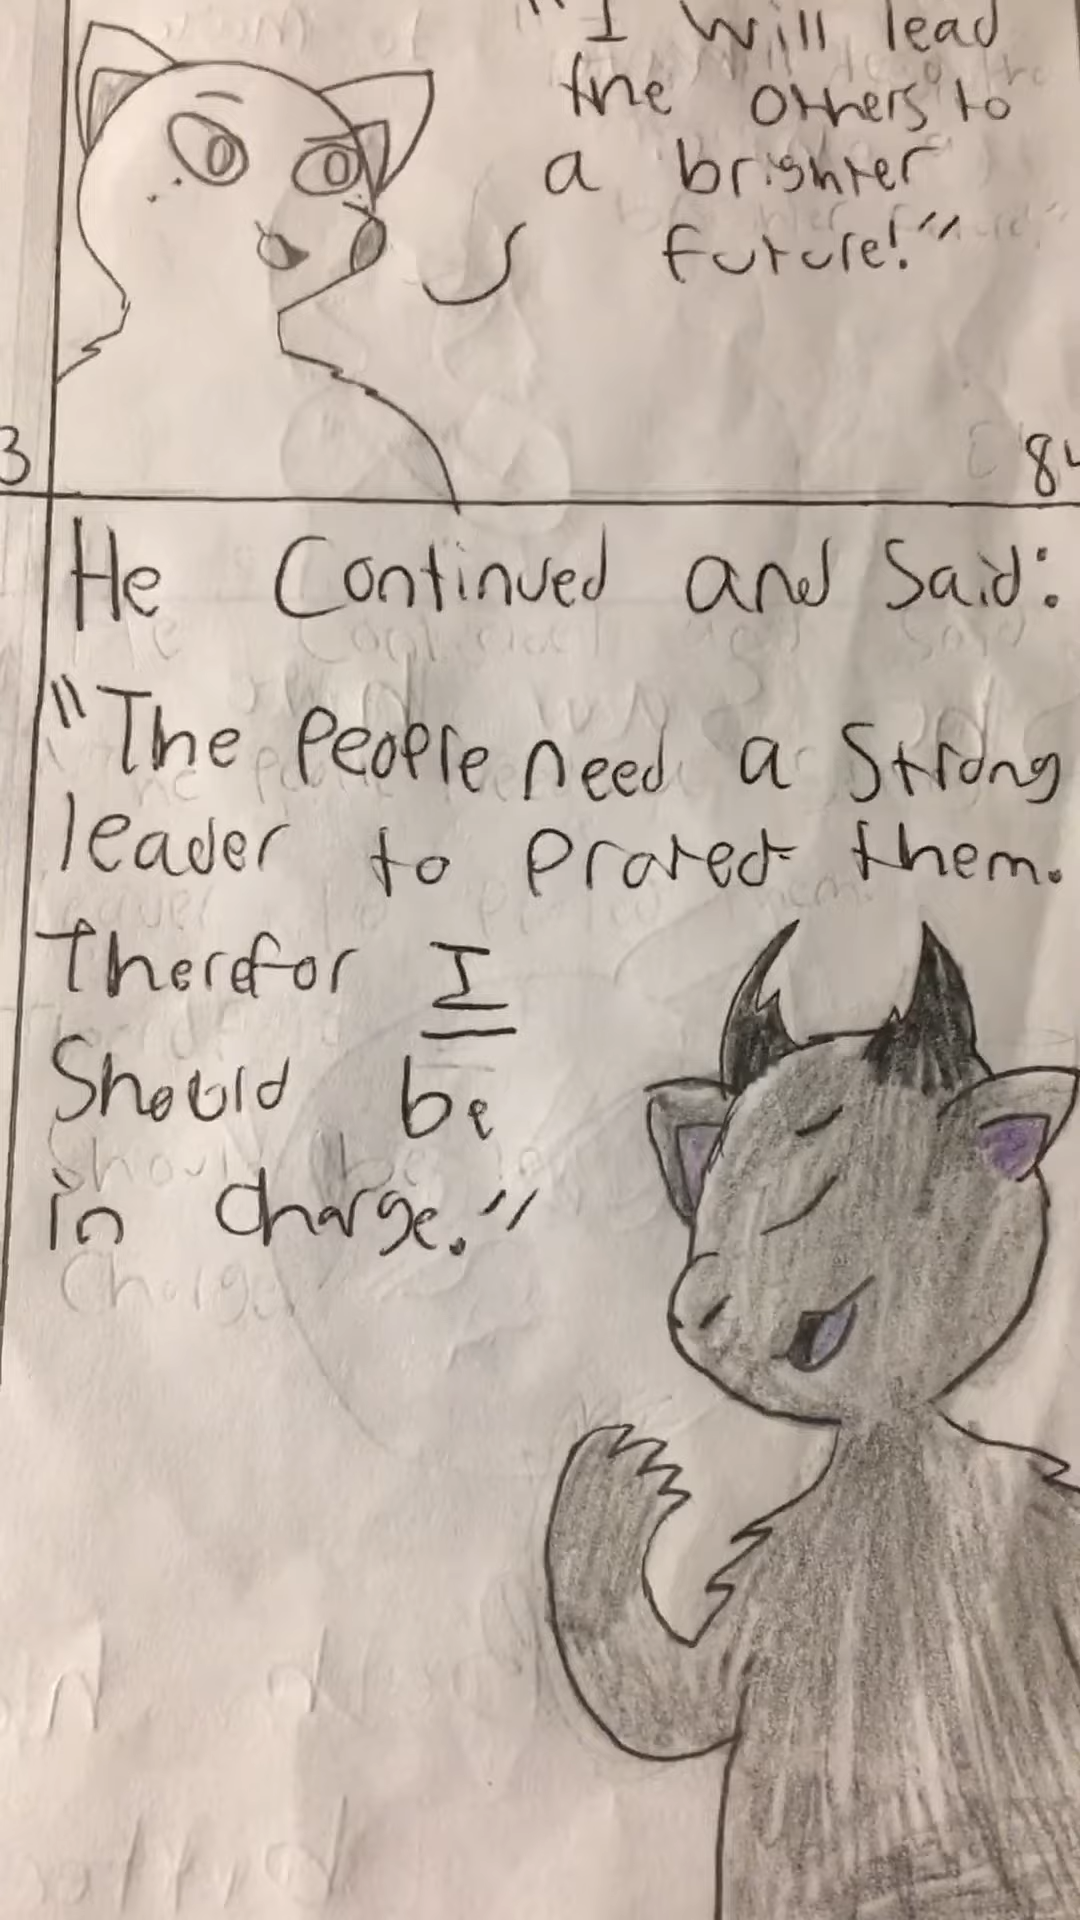 "I will lead
the others to
a brighter
future!"
3
84
He Continued and Said:
"The people need a Strong
leader to protect them.
Therefor I
Should be
in charge."